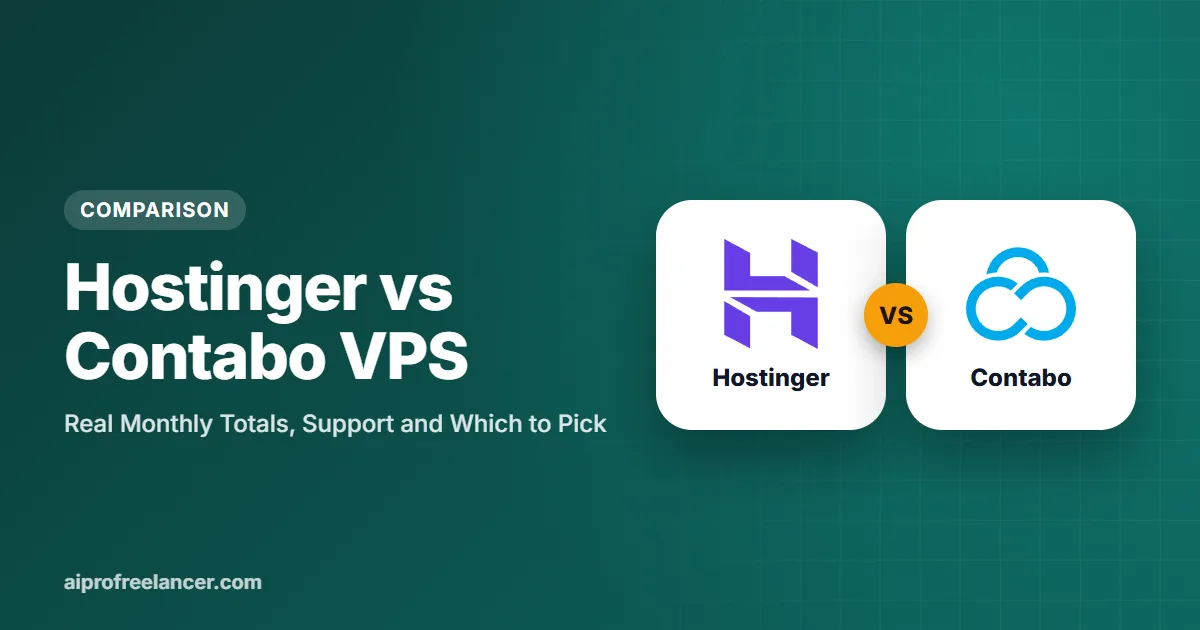 COMPARISON
Hostinger vs
Contabo VPS
Real Monthly Totals, Support and Which to Pick
Hostinger
VS
Contabo
aiprofreelancer.com